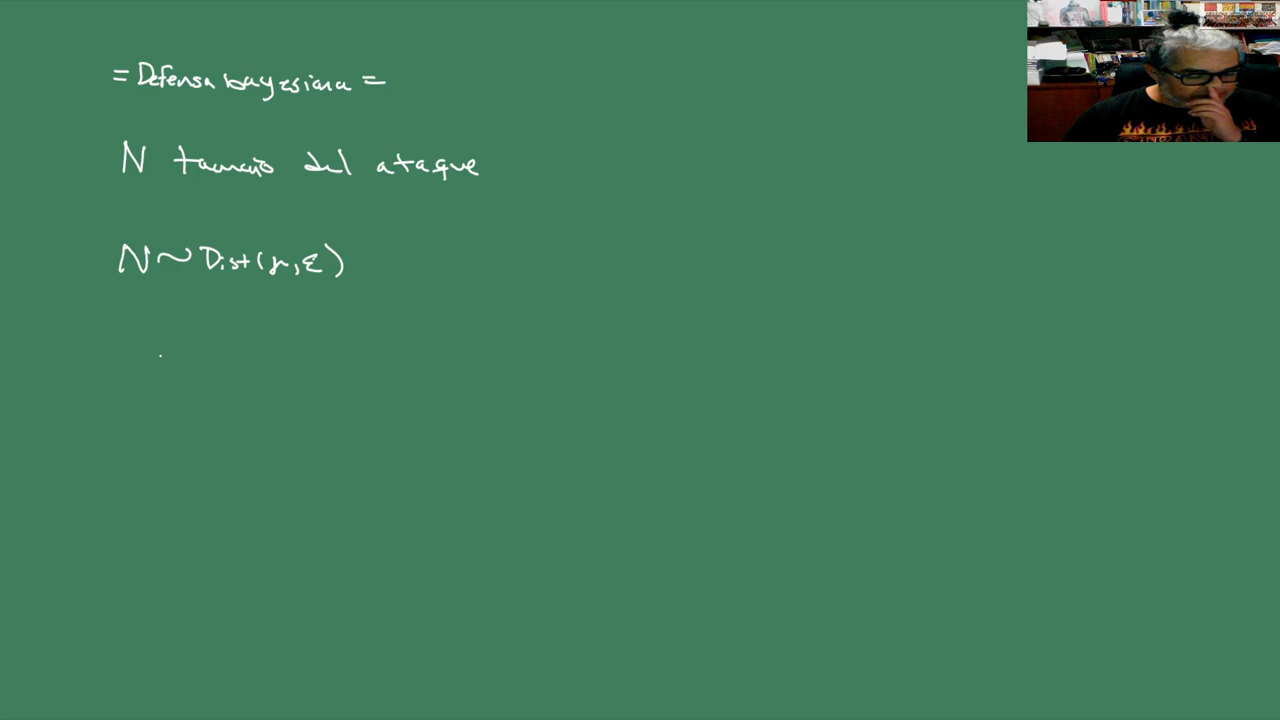 = Defensa bayesiana =
N tamaño del ataque
N ~ Dist(μ, Σ)